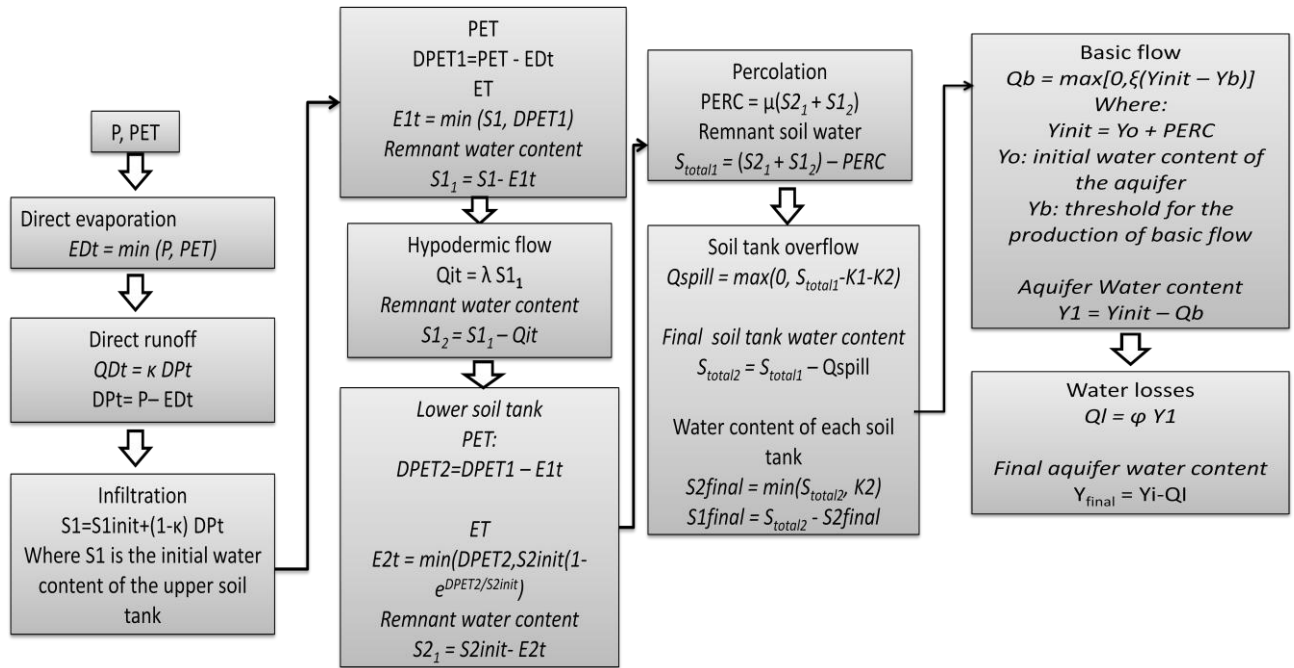 P, PET
Direct evaporation
EDt = min (P, PET)
Direct runoff
QDt = κ DPt
DPt= P– EDt
Infiltration
S1=S1init+(1-κ) DPt
Where S1 is the initial water
content of the upper soil
tank
PET
DPET1=PET - EDt
ET
E1t = min (S1, DPET1)
Remnant water content
S1₁ = S1- E1t
Hypodermic flow
Qit = λ S1₁
Remnant water content
S1₂ = S1₁ – Qit
Lower soil tank
PET:
DPET2=DPET1 – E1t
ET
E2t = min(DPET2,S2init(1-
e^DPET2/S2init)
Remnant water content
S2₁ = S2init- E2t
Percolation
PERC = μ(S2₁ + S1₂)
Remnant soil water
S_total1 = (S2₁ + S1₂) – PERC
Soil tank overflow
Qspill = max(0, S_total1-K1-K2)
Final soil tank water content
S_total2 = S_total1 – Qspill
Water content of each soil
tank
S2final = min(S_total2, K2)
S1final = S_total2 - S2final
Basic flow
Qb = max[0,ξ(Yinit – Yb)]
Where:
Yinit = Yo + PERC
Yo: initial water content of
the aquifer
Yb: threshold for the
production of basic flow
Aquifer Water content
Y1 = Yinit – Qb
Water losses
Ql = φ Y1
Final aquifer water content
Y_final = Yi-Ql